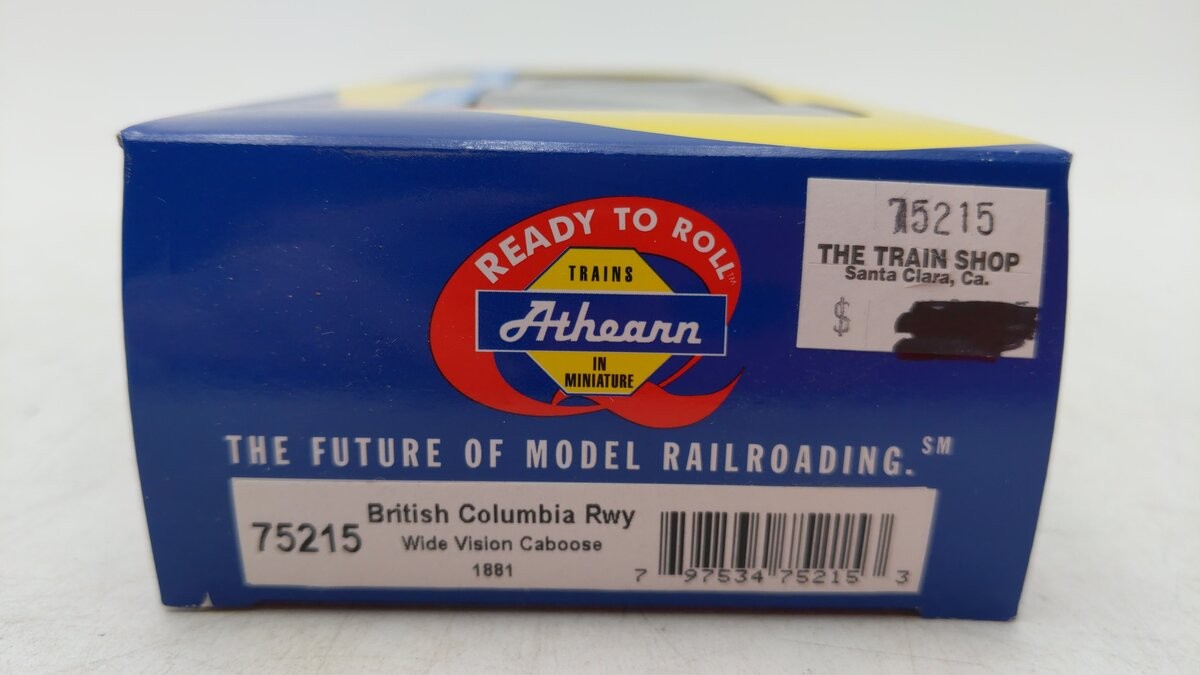 READY TO ROLL™
TRAINS
Athearn
IN
MINIATURE
75215
THE TRAIN SHOP
Santa Clara, Ca.
$
THE FUTURE OF MODEL RAILROADING.SM
75215
British Columbia Rwy
Wide Vision Caboose
1881
7 97534 75215 3